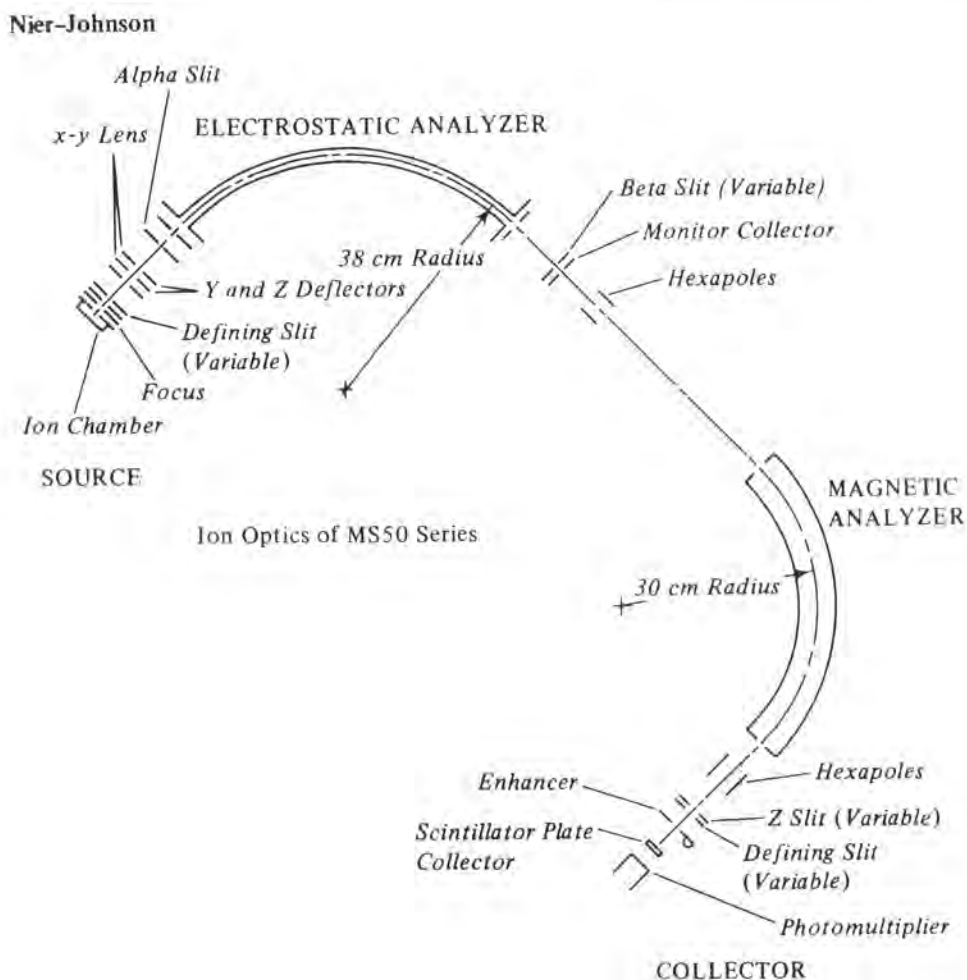 Nier–Johnson
Alpha Slit
x-y Lens
ELECTROSTATIC ANALYZER
Beta Slit (Variable)
Monitor Collector
38 cm Radius
Hexapoles
Y and Z Deflectors
Defining Slit
(Variable)
Focus
Ion Chamber
SOURCE
MAGNETIC
ANALYZER
Ion Optics of MS50 Series
30 cm Radius
Hexapoles
Enhancer
Z Slit (Variable)
Scintillator Plate
Collector
Defining Slit
(Variable)
Photomultiplier
COLLECTOR